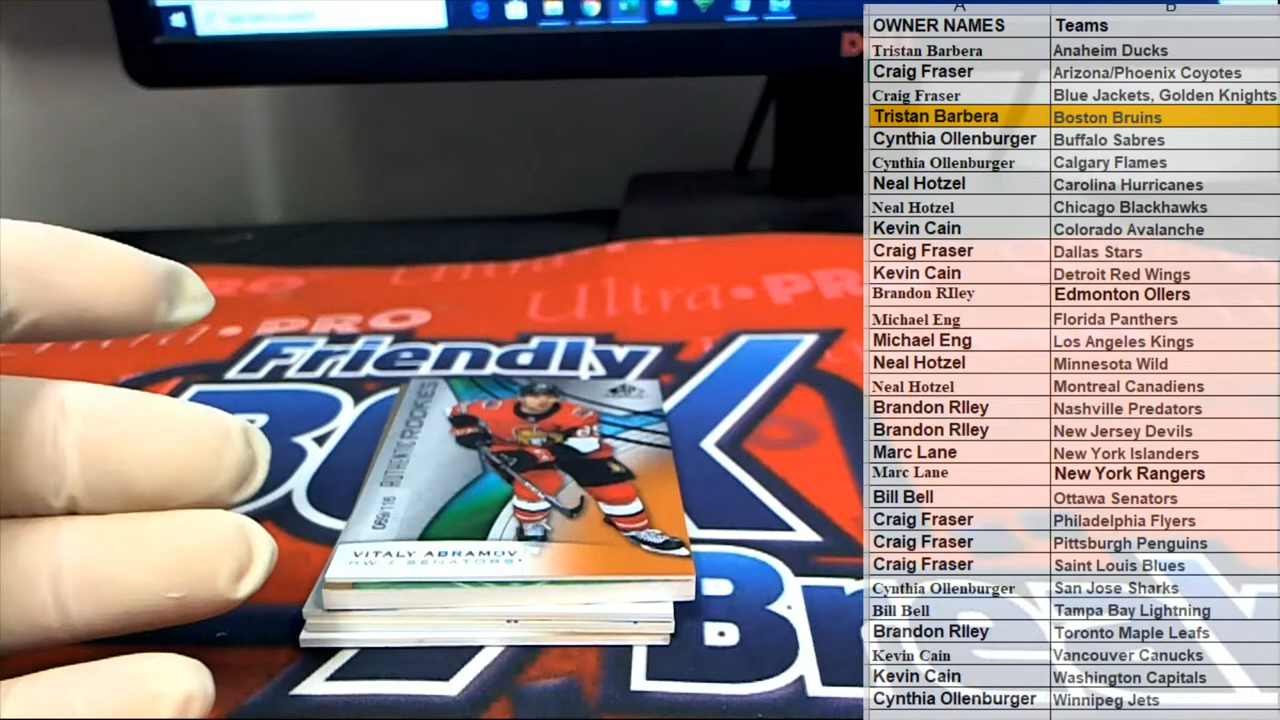 A B
OWNER NAMES Teams
Tristan Barbera Anaheim Ducks
Craig Fraser Arizona/Phoenix Coyotes
Craig Fraser Blue Jackets, Golden Knights
Tristan Barbera Boston Bruins
Cynthia Ollenburger Buffalo Sabres
Cynthia Ollenburger Calgary Flames
Neal Hotzel Carolina Hurricanes
Neal Hotzel Chicago Blackhawks
Kevin Cain Colorado Avalanche
Craig Fraser Dallas Stars
Kevin Cain Detroit Red Wings
Brandon RIley Edmonton Ollers
Michael Eng Florida Panthers
Michael Eng Los Angeles Kings
Neal Hotzel Minnesota Wild
Neal Hotzel Montreal Canadiens
Brandon RIley Nashville Predators
Brandon RIley New Jersey Devils
Marc Lane New York Islanders
Marc Lane New York Rangers
Bill Bell Ottawa Senators
Craig Fraser Philadelphia Flyers
Craig Fraser Pittsburgh Penguins
Craig Fraser Saint Louis Blues
Cynthia Ollenburger San Jose Sharks
Bill Bell Tampa Bay Lightning
Brandon RIley Toronto Maple Leafs
Kevin Cain Vancouver Canucks
Kevin Cain Washington Capitals
Cynthia Ollenburger Winnipeg Jets
Ultra•PRO
Friendly
AUTHENTIC ROOKIES
089/116
VITALY ABRAMOV
RW / SENATORS